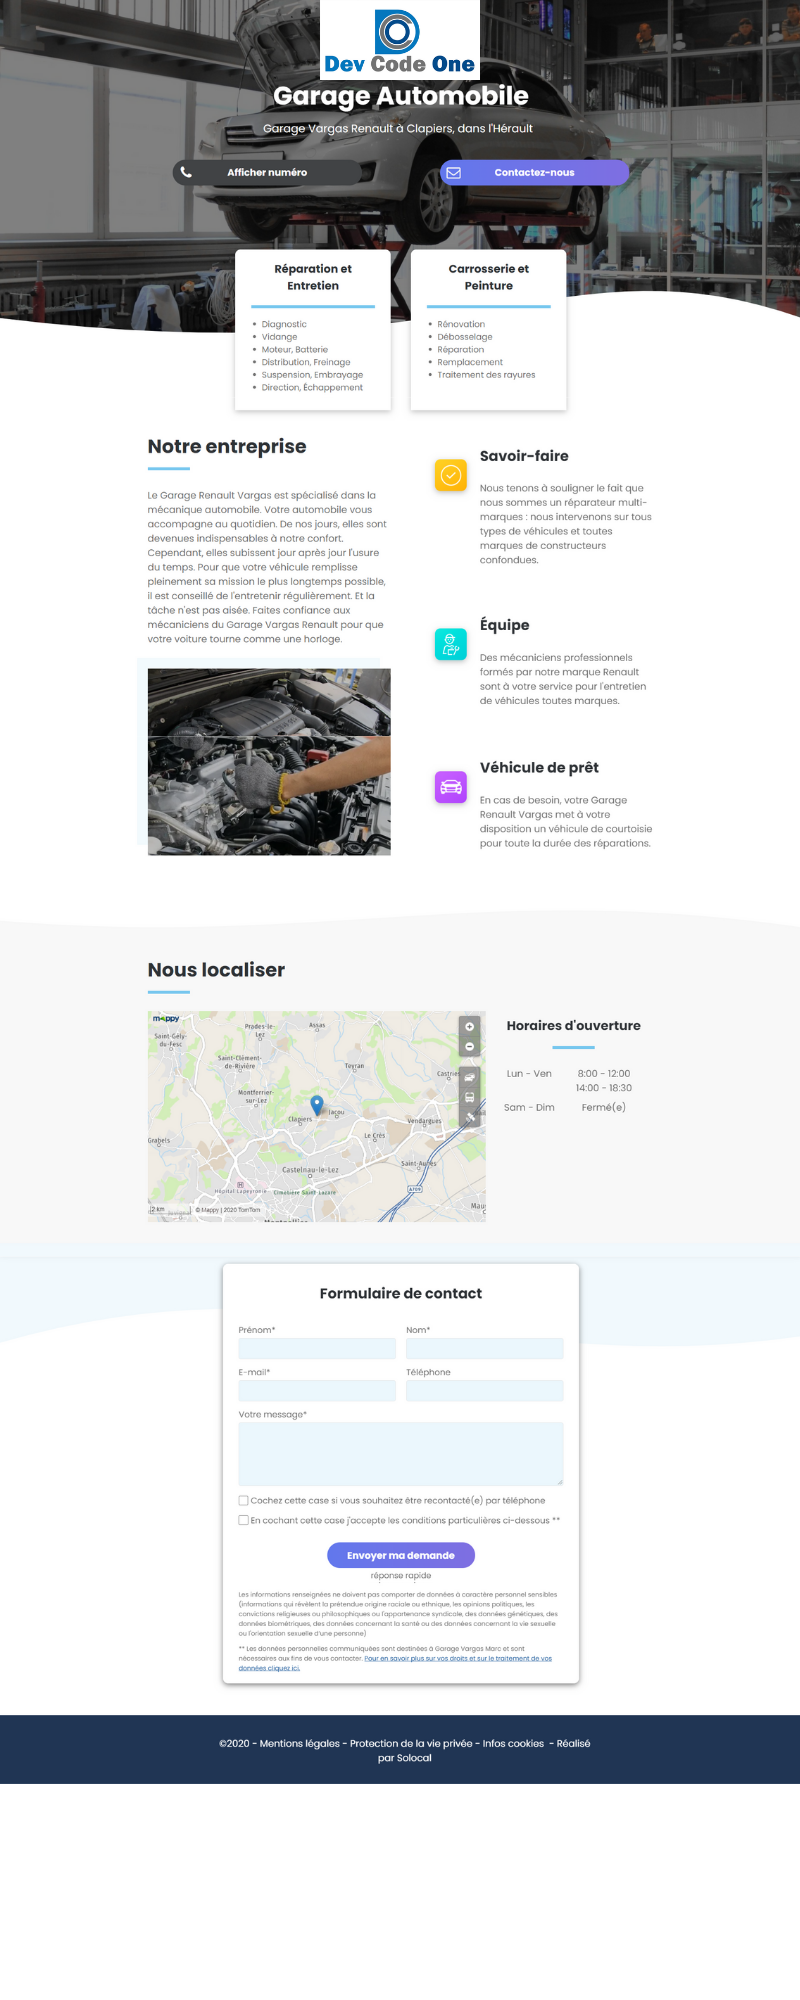 Dev Code One
Garage Automobile
Garage Vargas Renault à Clapiers, dans l'Hérault
Afficher numéro
Contactez-nous
Réparation et
Entretien
Diagnostic
Vidange
Moteur, Batterie
Distribution, Freinage
Suspension, Embrayage
Direction, Échappement
Carrosserie et
Peinture
Rénovation
Débosselage
Réparation
Remplacement
Traitement des rayures
Notre entreprise
Le Garage Renault Vargas est spécialisé dans la
mécanique automobile. Votre automobile vous
accompagne au quotidien. De nos jours, elles sont
devenues indispensables à notre confort.
Cependant, elles subissent jour après jour l'usure
du temps. Pour que votre véhicule remplisse
pleinement sa mission le plus longtemps possible,
il est conseillé de l'entretenir régulièrement. Et la
tâche n'est pas aisée. Faites confiance aux
mécaniciens du Garage Vargas Renault pour que
votre voiture tourne comme une horloge.
Savoir-faire
Nous tenons à souligner le fait que
nous sommes un réparateur multi-
marques : nous intervenons sur tous
types de véhicules et toutes
marques de constructeurs
confondues.
Équipe
Des mécaniciens professionnels
formés par notre marque Renault
sont à votre service pour l'entretien
de véhicules toutes marques.
Véhicule de prêt
En cas de besoin, votre Garage
Renault Vargas met à votre
disposition un véhicule de courtoisie
pour toute la durée des réparations.
Nous localiser
mappy
Prades-le-
Lez
Assas
Saint-Gély-
du-Fesc
Saint-Clément-
de-Rivière
Teyran
Castries
Montferrier-
sur-Lez
Clapiers
Jacou
Vendargues
Grabels
Le Crès
Castelnau-le-Lez
Saint-Aunès
Hôpital Lapeyronie
Cimetière Saint-Lazare
A709
Juvignac
Montpellier
2 km
© Mappy | 2020 TomTom
Horaires d'ouverture
Lun - Ven 8:00 - 12:00
14:00 - 18:30
Sam - Dim Fermé(e)
Formulaire de contact
Prénom* Nom*
E-mail* Téléphone
Votre message*
Cochez cette case si vous souhaitez être recontacté(e) par téléphone
En cochant cette case j'accepte les conditions particulières ci-dessous **
Envoyer ma demande
réponse rapide
Les informations renseignées ne doivent pas comporter de données à caractère personnel sensibles
(informations qui révèlent la prétendue origine raciale ou ethnique, les opinions politiques, les
convictions religieuses ou philosophiques ou l'appartenance syndicale, des données génétiques, des
données biométriques, des données concernant la santé ou des données concernant la vie sexuelle
ou l'orientation sexuelle d'une personne)
** Les données personnelles communiquées sont destinées à Garage Vargas Marc et sont
nécessaires aux fins de vous contacter. Pour en savoir plus sur vos droits et sur le traitement de vos
données cliquez ici.
©2020 - Mentions légales - Protection de la vie privée - Infos cookies - Réalisé
par Solocal